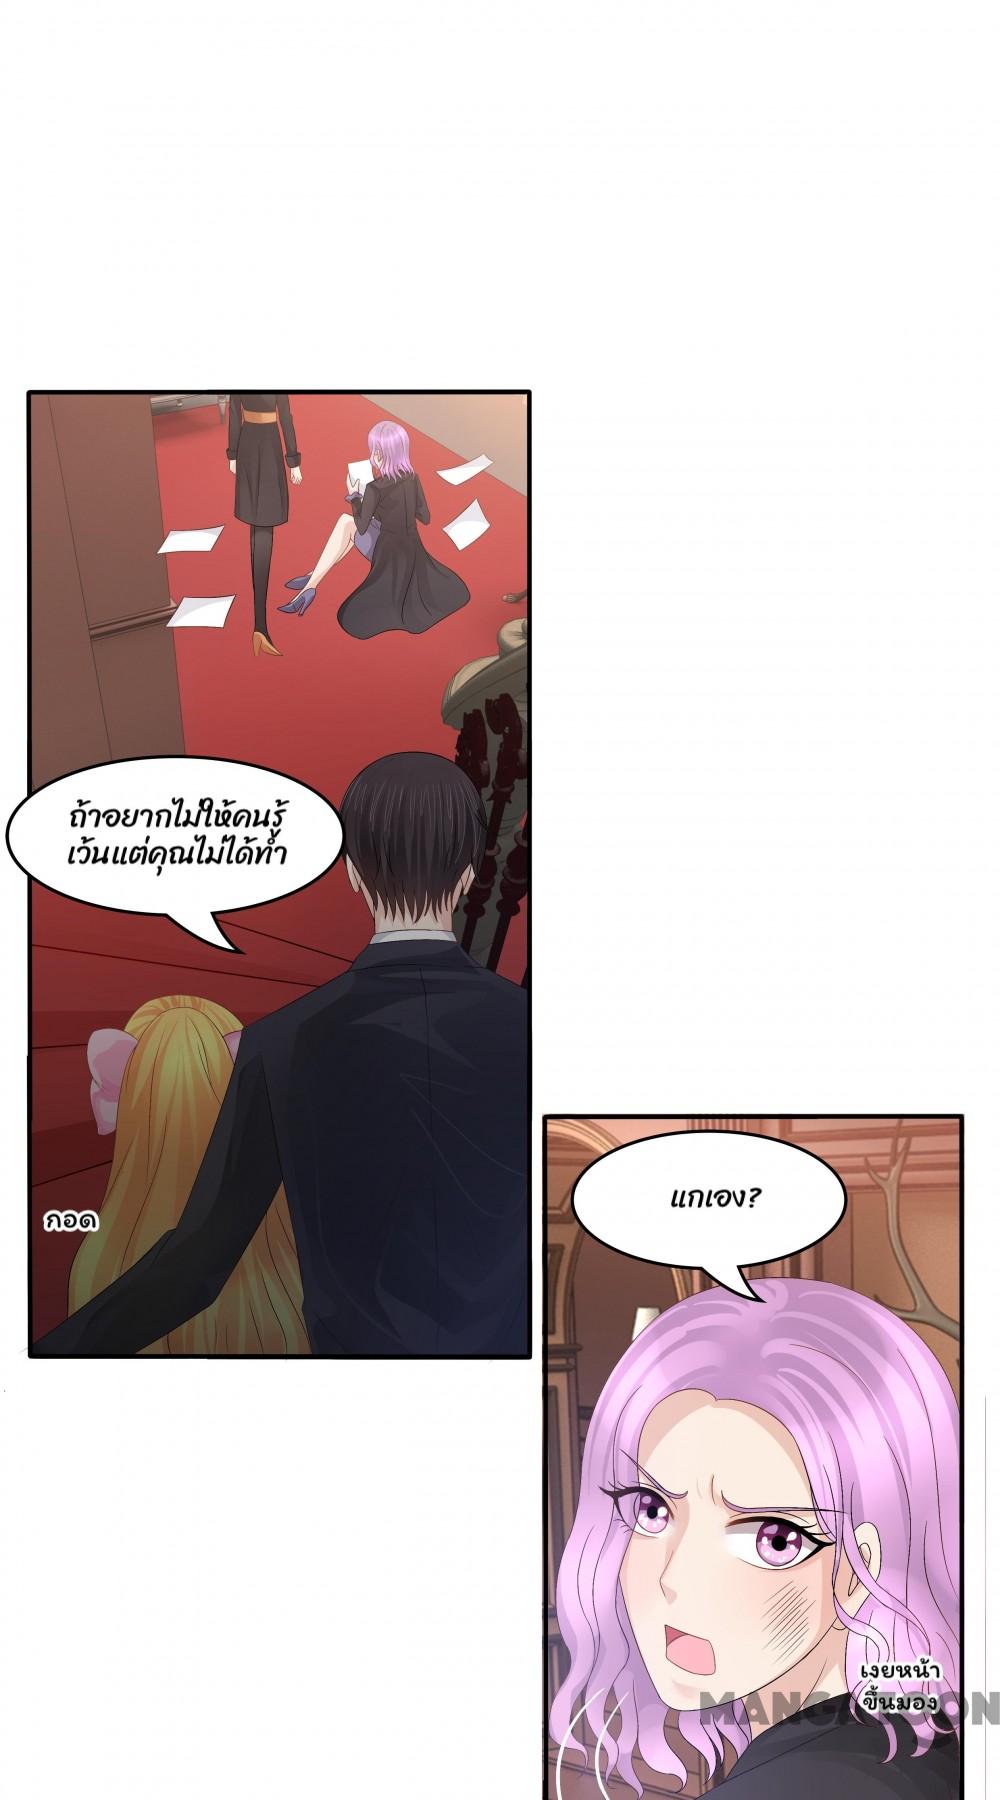 ถ้าอยากไม่ให้คนรู้
เว้นแต่คุณไม่ได้ทำ
กอด
แกเอง?
เงยหน้า
ขึ้นมอง
MANGATOON